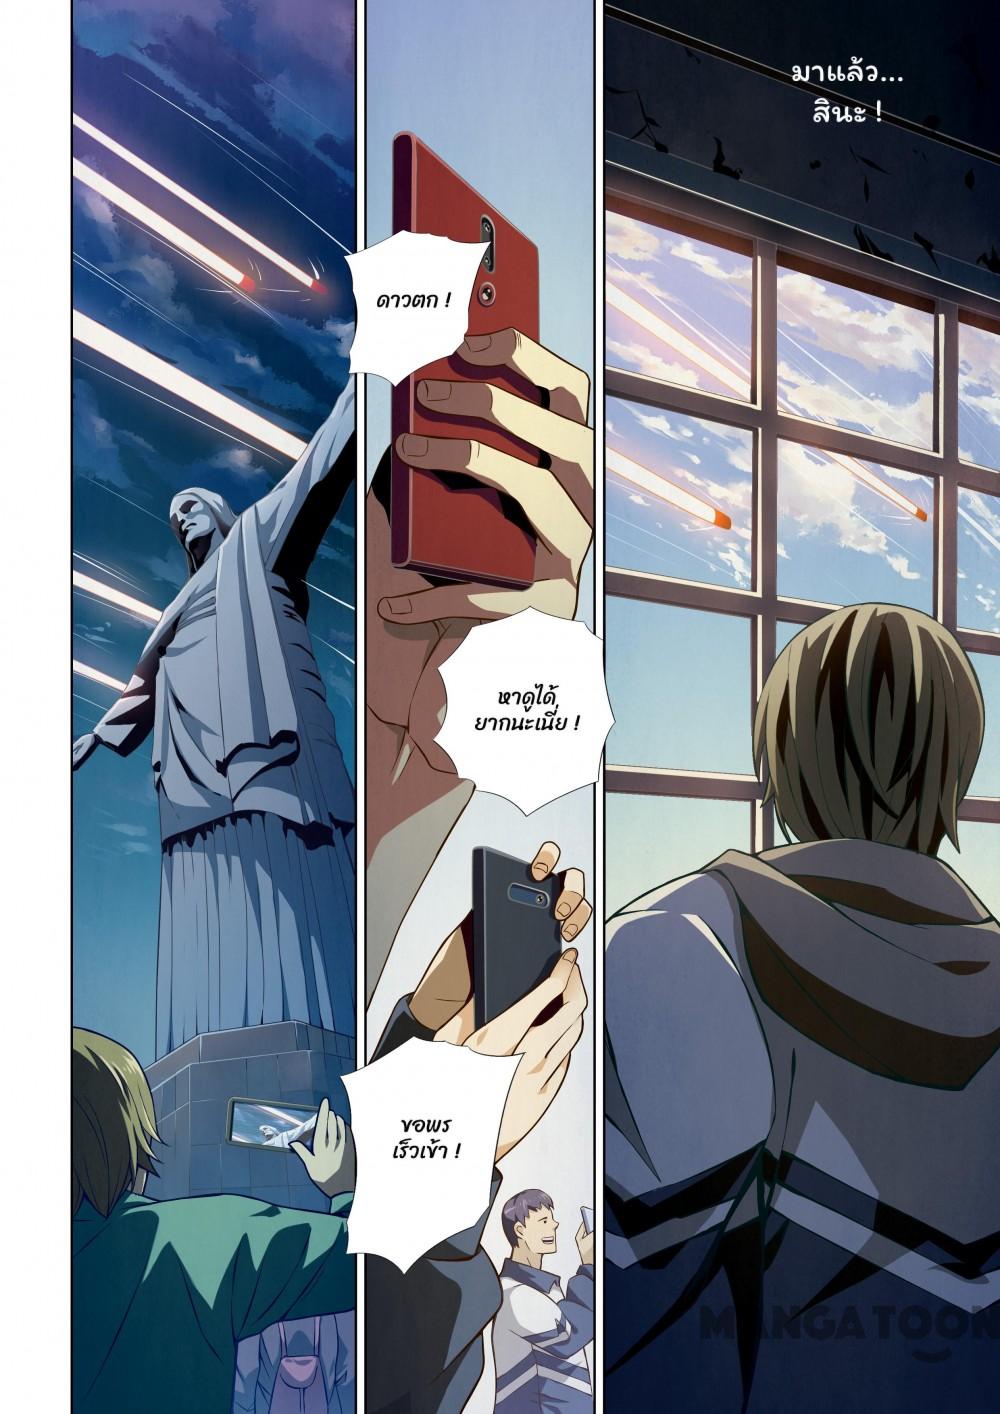 มาแล้ว...
สินะ !
ดาวตก !
หาดูได้
ยากนะเนี่ย !
ขอพร
เร็วเข้า !
MANGATOON